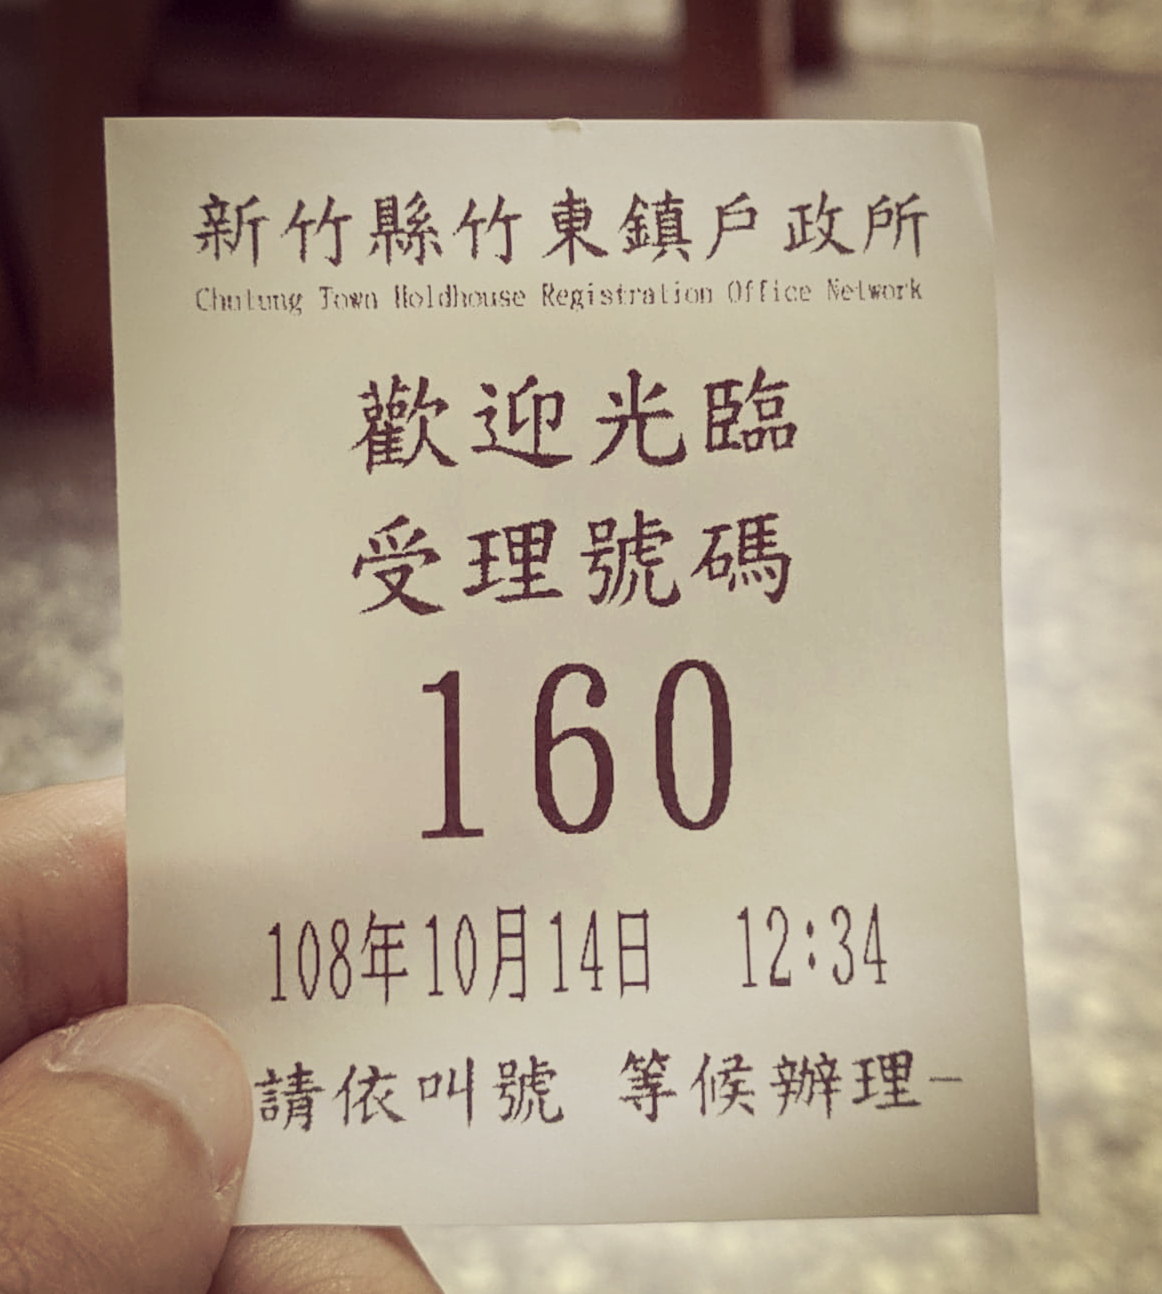 新竹縣竹東鎮戶政所
Chutung Town Holdhouse Registration Office Network
歡迎光臨
受理號碼
160
108年10月14日 12:34
請依叫號 等候辦理-